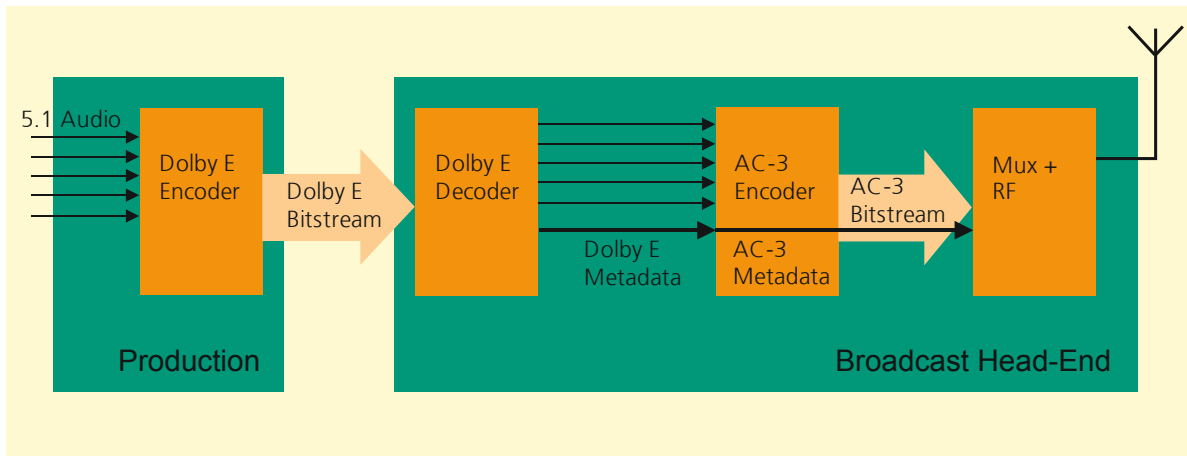 5.1 Audio
Dolby E
Encoder
Dolby E
Bitstream
Dolby E
Decoder
Dolby E
Metadata
AC-3
Encoder
AC-3
Metadata
AC-3
Bitstream
Mux +
RF
Production
Broadcast Head-End